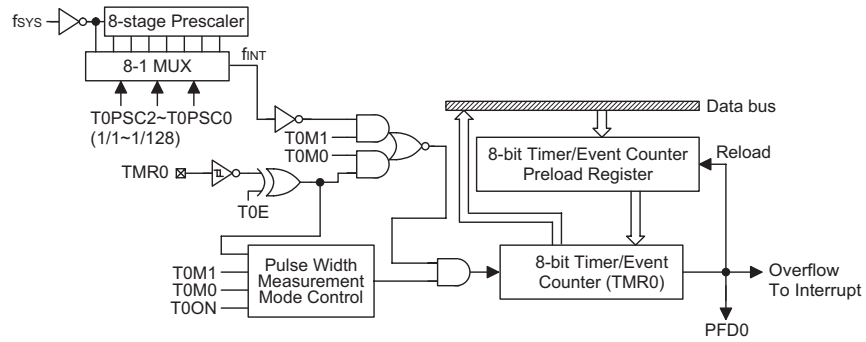 fSYS
8-stage Prescaler
8-1 MUX
fINT
T0PSC2~T0PSC0
(1/1~1/128)
T0M1
T0M0
TMR0
T0E
T0M1
T0M0
T0ON
Pulse Width
Measurement
Mode Control
Data bus
8-bit Timer/Event Counter
Preload Register
Reload
8-bit Timer/Event
Counter (TMR0)
Overflow
To Interrupt
PFD0